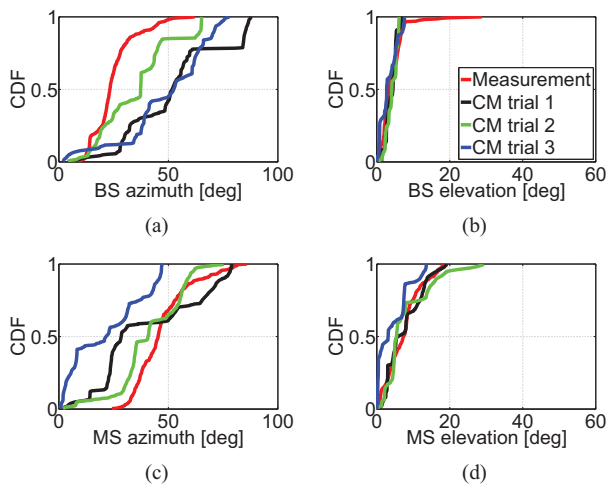 1
CDF
0.5
0
0 50 100
BS azimuth [deg]
(a)
1
CDF
0.5
0
0 20 40 60
BS elevation [deg]
Measurement
CM trial 1
CM trial 2
CM trial 3
(b)
1
CDF
0.5
0
0 50 100
MS azimuth [deg]
(c)
1
CDF
0.5
0
0 20 40 60
MS elevation [deg]
(d)